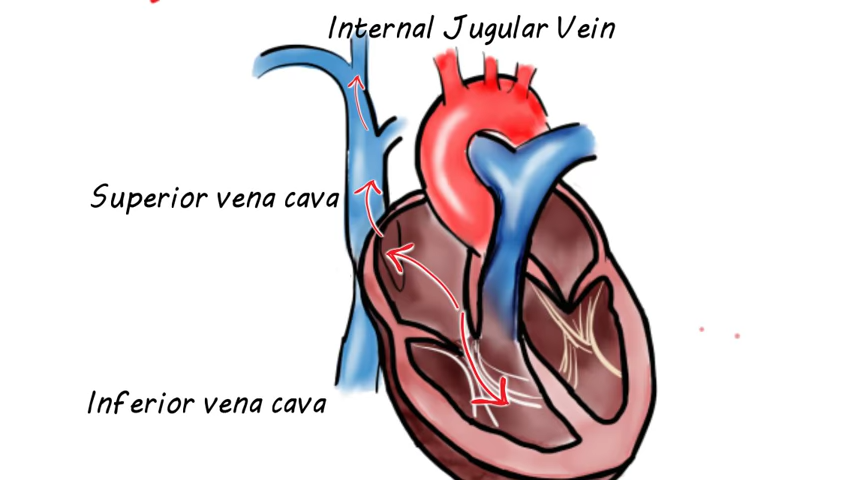 Internal Jugular Vein
Superior vena cava
Inferior vena cava